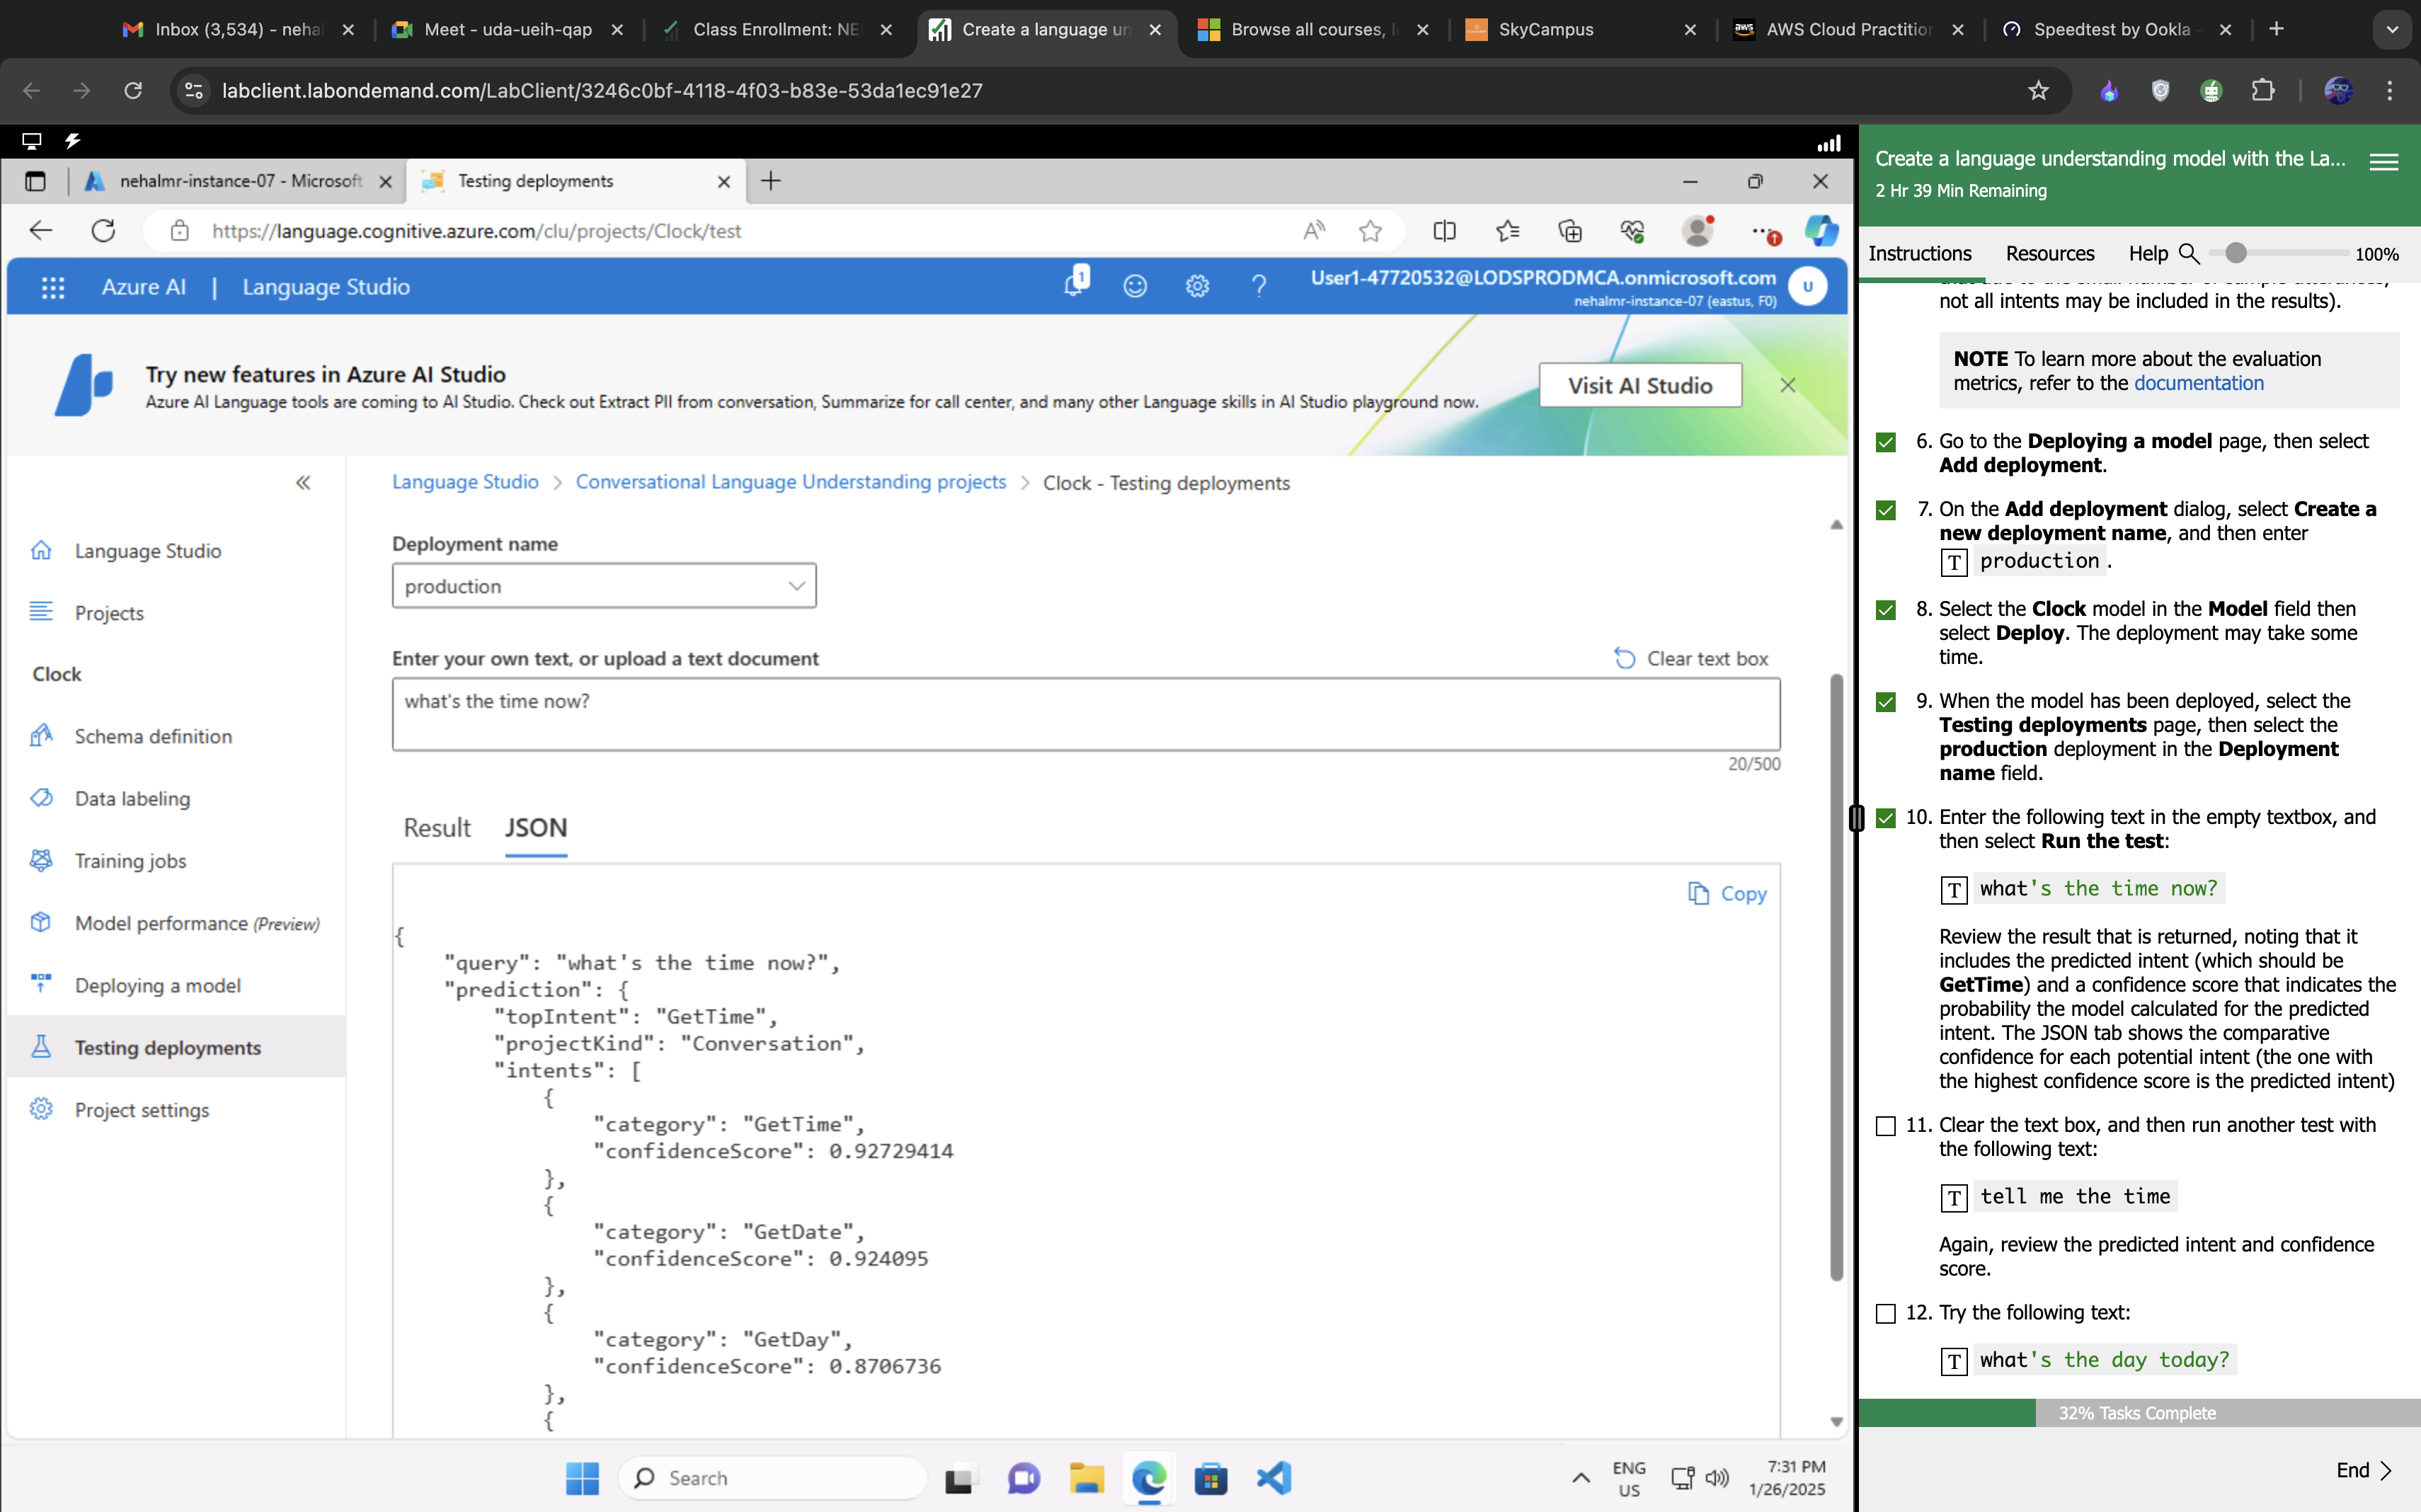 Inbox (3,534) - neha
Meet - uda-ueih-qap
Class Enrollment: NE
Create a language un
Browse all courses, l
SkyCampus
AWS Cloud Practition
Speedtest by Ookla -
labclient.labondemand.com/LabClient/3246c0bf-4118-4f03-b83e-53da1ec91e27
nehalmr-instance-07 - Microsoft
Testing deployments
https://language.cognitive.azure.com/clu/projects/Clock/test
Azure AI | Language Studio
1
User1-47720532@LODSPRODMCA.onmicrosoft.com
nehalmr-instance-07 (eastus, F0)
U
Try new features in Azure AI Studio
Azure AI Language tools are coming to AI Studio. Check out Extract PII from conversation, Summarize for call center, and many other Language skills in AI Studio playground now.
Visit AI Studio
Language Studio
Projects
Clock
Schema definition
Data labeling
Training jobs
Model performance (Preview)
Deploying a model
Testing deployments
Project settings
Language Studio > Conversational Language Understanding projects > Clock - Testing deployments
Deployment name
production
Enter your own text, or upload a text document
Clear text box
what's the time now?
20/500
Result JSON
Copy
{
"query": "what's the time now?",
"prediction": {
"topIntent": "GetTime",
"projectKind": "Conversation",
"intents": [
{
"category": "GetTime",
"confidenceScore": 0.92729414
},
{
"category": "GetDate",
"confidenceScore": 0.924095
},
{
"category": "GetDay",
"confidenceScore": 0.8706736
},
{
Search
ENG
US
7:31 PM
1/26/2025
Create a language understanding model with the La...
2 Hr 39 Min Remaining
Instructions Resources Help
100%
not all intents may be included in the results).
NOTE To learn more about the evaluation
metrics, refer to the documentation
6. Go to the Deploying a model page, then select
Add deployment.
7. On the Add deployment dialog, select Create a
new deployment name, and then enter
T production.
8. Select the Clock model in the Model field then
select Deploy. The deployment may take some
time.
9. When the model has been deployed, select the
Testing deployments page, then select the
production deployment in the Deployment
name field.
10. Enter the following text in the empty textbox, and
then select Run the test:
T what's the time now?
Review the result that is returned, noting that it
includes the predicted intent (which should be
GetTime) and a confidence score that indicates the
probability the model calculated for the predicted
intent. The JSON tab shows the comparative
confidence for each potential intent (the one with
the highest confidence score is the predicted intent)
11. Clear the text box, and then run another test with
the following text:
T tell me the time
Again, review the predicted intent and confidence
score.
12. Try the following text:
T what's the day today?
32% Tasks Complete
End